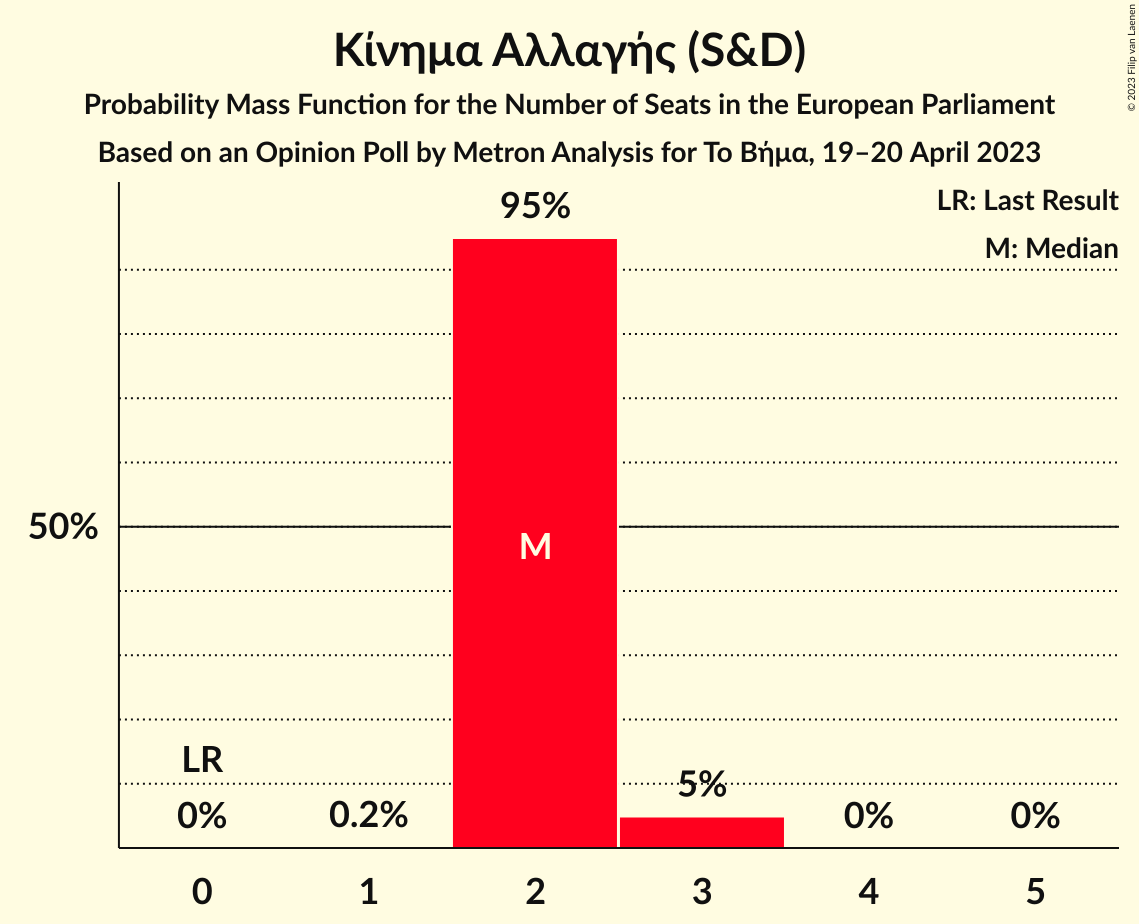 Κίνημα Αλλαγής (S&D)
Probability Mass Function for the Number of Seats in the European Parliament
Based on an Opinion Poll by Metron Analysis for Το Βήμα, 19–20 April 2023
© 2023 Filip van Laenen
LR: Last Result
M: Median
95%
50%
M
LR
0%
0.2%
5%
0%
0%
0
1
2
3
4
5